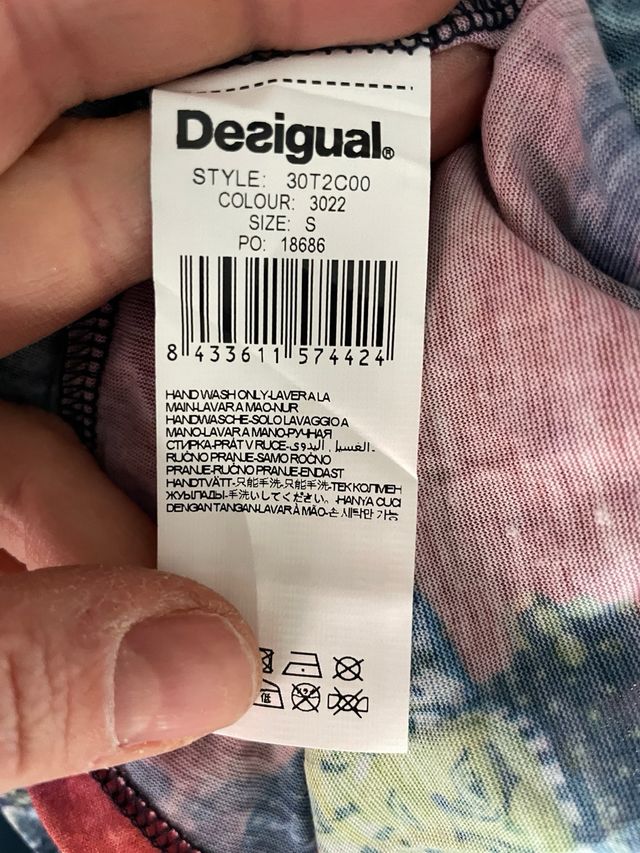 Desigual®
STYLE: 30T2C00
COLOUR: 3022
SIZE: S
PO: 18686
8 433611 574424
HAND WASH ONLY-LAVER A LA
MAIN-LAVAR A MAO-NUR
HANDWASCHE-SOLO LAVAGGIO A
MANO-LAVAR A MANO-РУЧНАЯ
СТИРКА-PRÁT V RUCE-الغسيل اليدوي.-
RUČNO PRANJE-SAMO ROČNO
PRANJE-RUČNO PRANJE-ENDAST
HANDTVÄTT-只能手洗-只能手洗-ТЕК ҚОЛМЕН
ЖУЫЛАДЫ-手洗いしてください。-HANYA CUCI
DENGAN TANGAN-LAVAR À MÃO-손 세탁만 가능